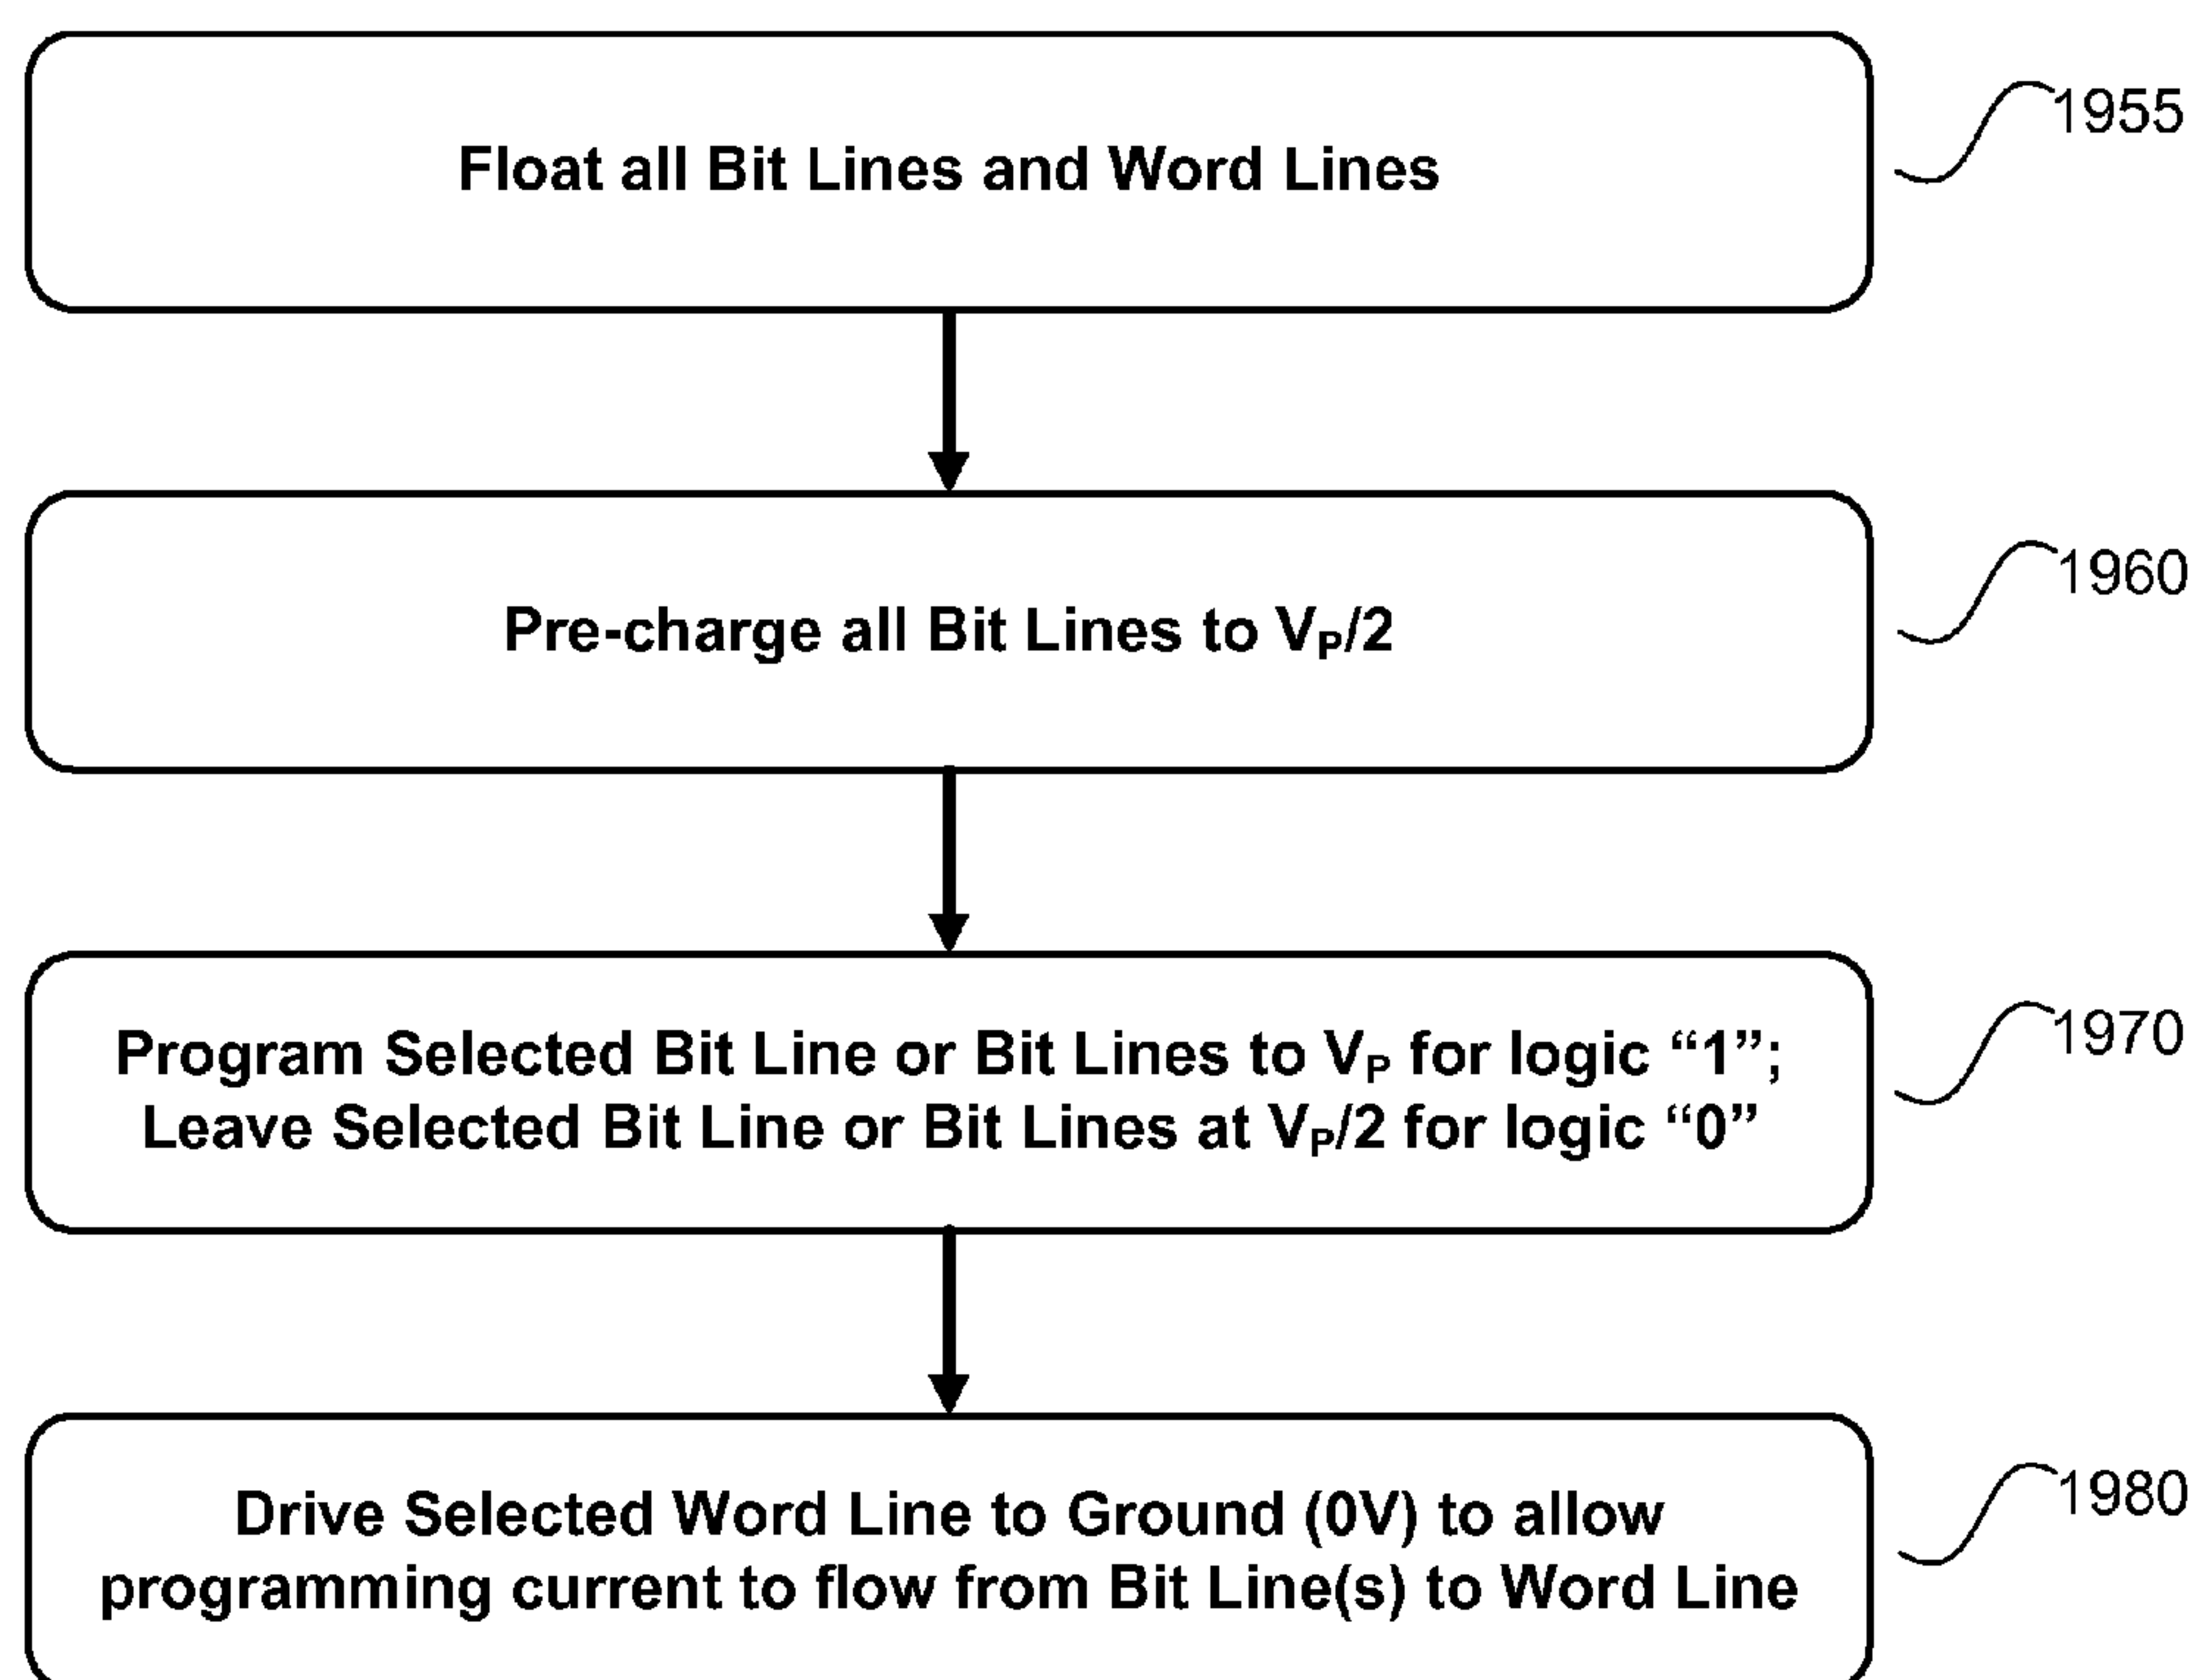 Float all Bit Lines and Word Lines
1955
Pre-charge all Bit Lines to VP/2
1960
Program Selected Bit Line or Bit Lines to VP for logic “1”;
Leave Selected Bit Line or Bit Lines at VP/2 for logic “0”
1970
Drive Selected Word Line to Ground (0V) to allow
programming current to flow from Bit Line(s) to Word Line
1980